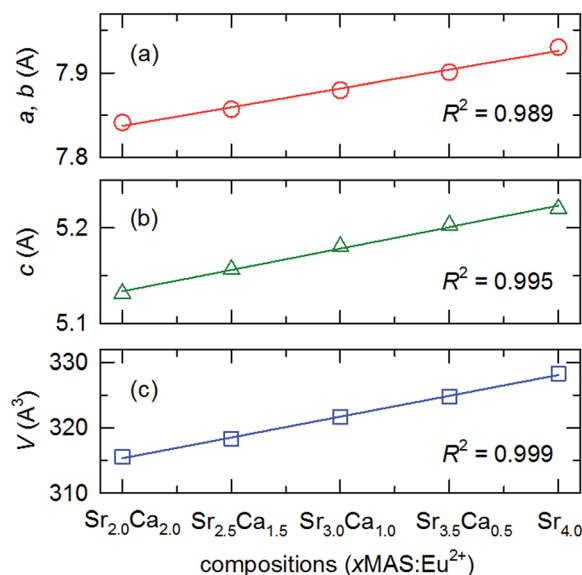 (a)
a, b (A)
7.9
7.8
R² = 0.989
(b)
c (A)
5.2
5.1
R² = 0.995
(c)
V (A³)
330
320
310
R² = 0.999
Sr₂.₀Ca₂.₀ Sr₂.₅Ca₁.₅ Sr₃.₀Ca₁.₀ Sr₃.₅Ca₀.₅ Sr₄.₀
compositions (xMAS:Eu²⁺)